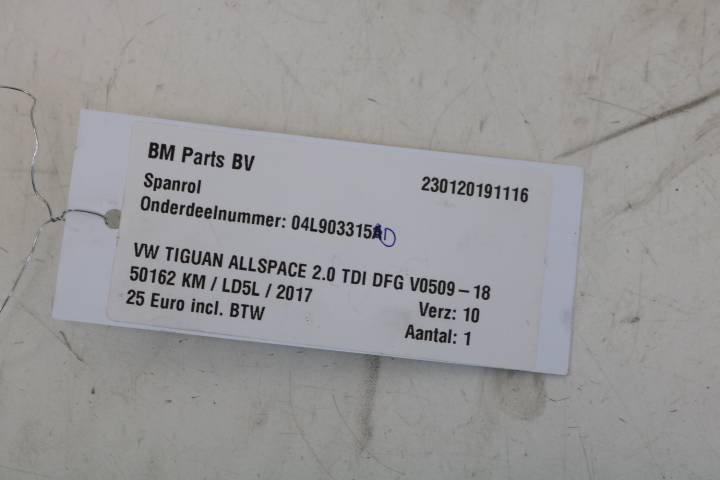 BM Parts BV
230120191116
Spanrol
Onderdeelnummer: 04L903315A D
VW TIGUAN ALLSPACE 2.0 TDI DFG V0509 – 18
50162 KM / LD5L / 2017
Verz: 10
25 Euro incl. BTW
Aantal: 1